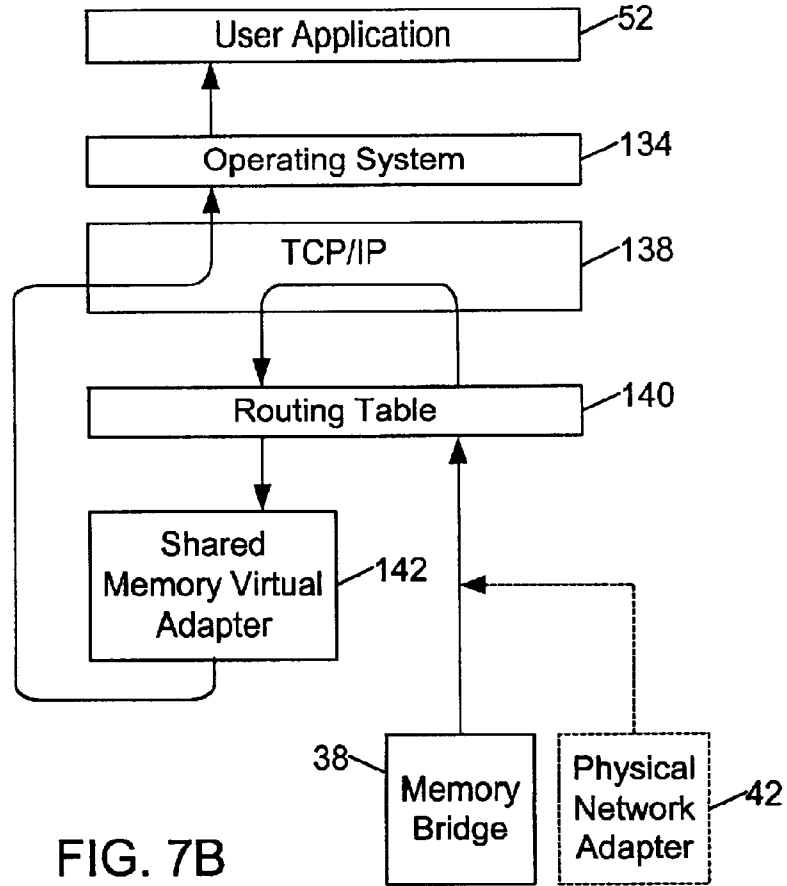 User Application
52
Operating System
134
TCP/IP
138
Routing Table
140
Shared
Memory Virtual
Adapter
142
38
Memory
Bridge
Physical
Network
Adapter
42
FIG. 7B